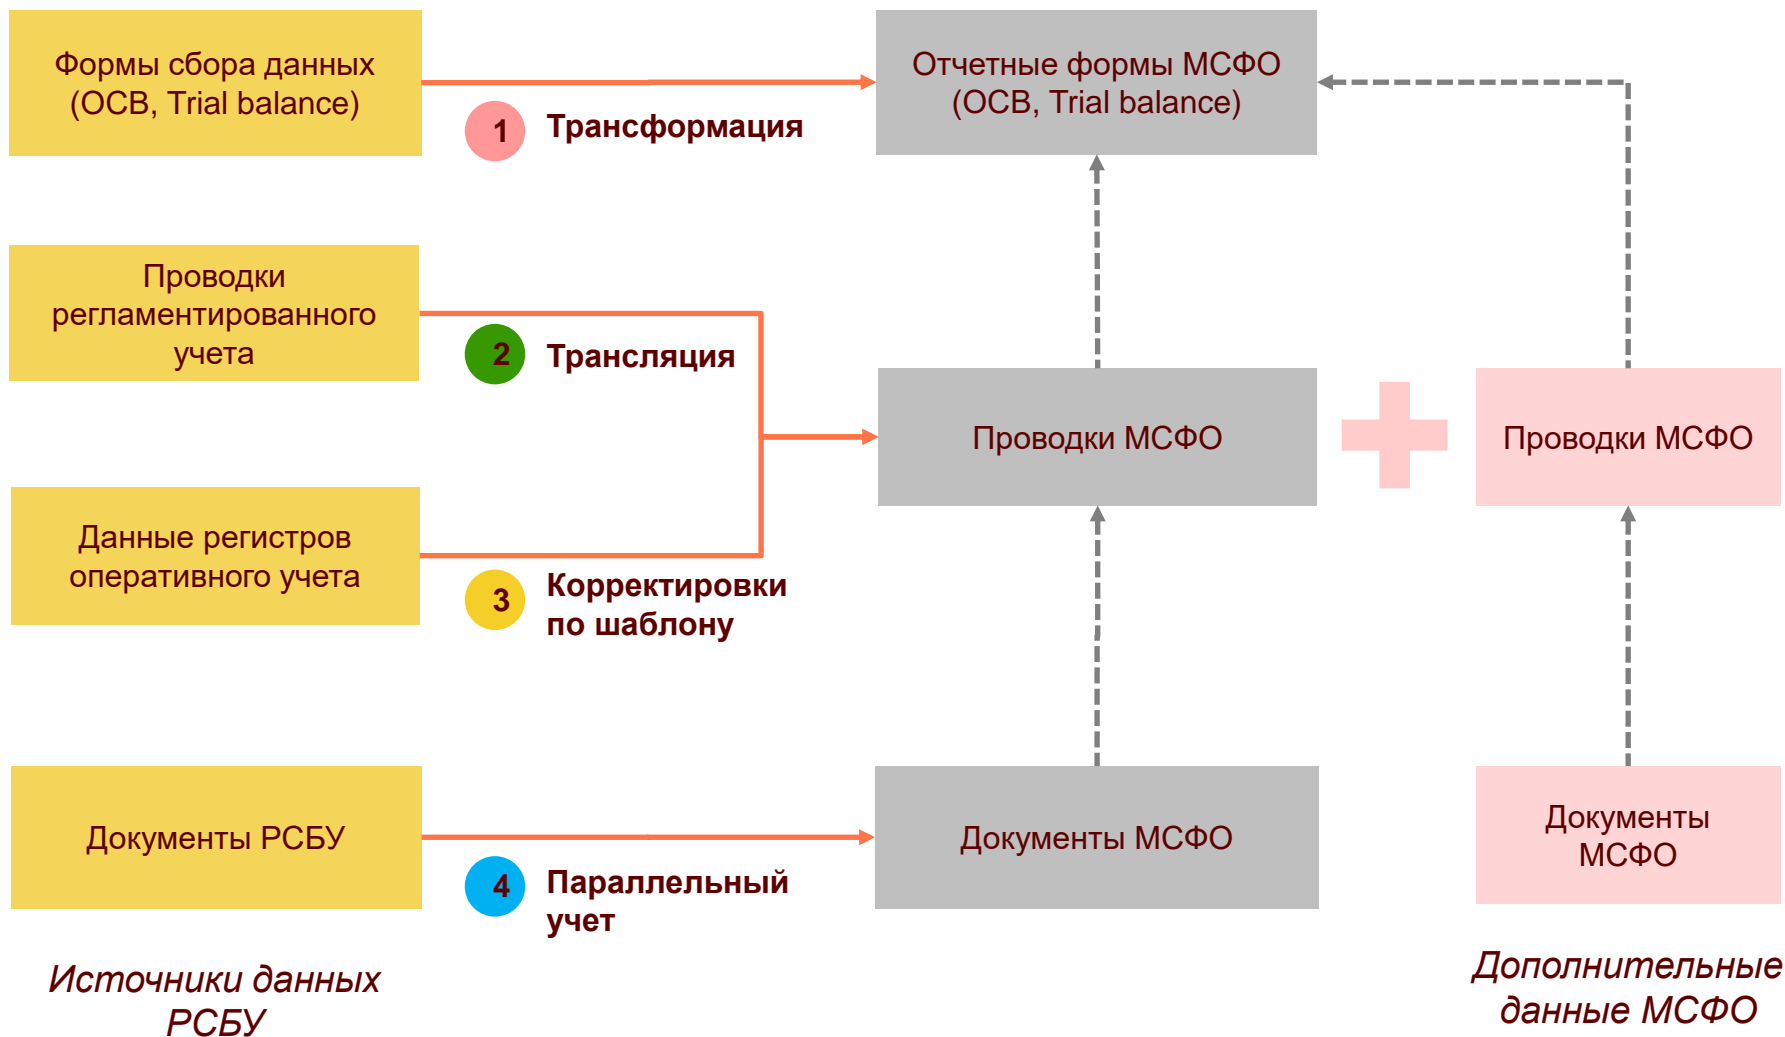 Формы сбора данных
(ОСВ, Trial balance)
1
Трансформация
Отчетные формы МСФО
(ОСВ, Trial balance)
Проводки
регламентированного
учета
2
Трансляция
Проводки МСФО
Проводки МСФО
Данные регистров
оперативного учета
3
Корректировки
по шаблону
Документы РСБУ
4
Параллельный
учет
Документы МСФО
Документы
МСФО
Источники данных
РСБУ
Дополнительные
данные МСФО